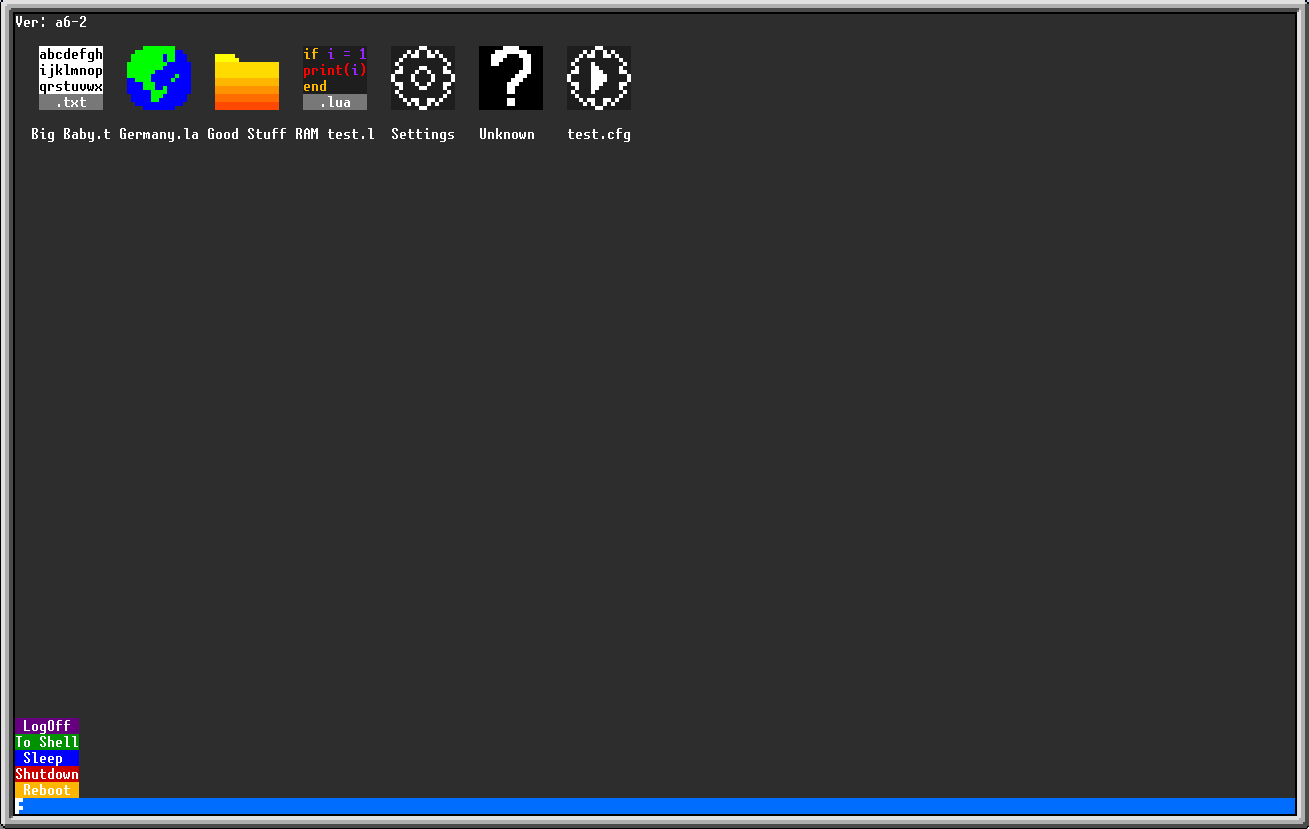 Ver: a6-2
abcdefgh
ijklmnop
qrstuvwx
.txt
if i = 1
print(i)
end
.lua
?
Big Baby.t Germany.la Good Stuff RAM test.l Settings Unknown test.cfg
LogOff
To Shell
Sleep
Shutdown
Reboot